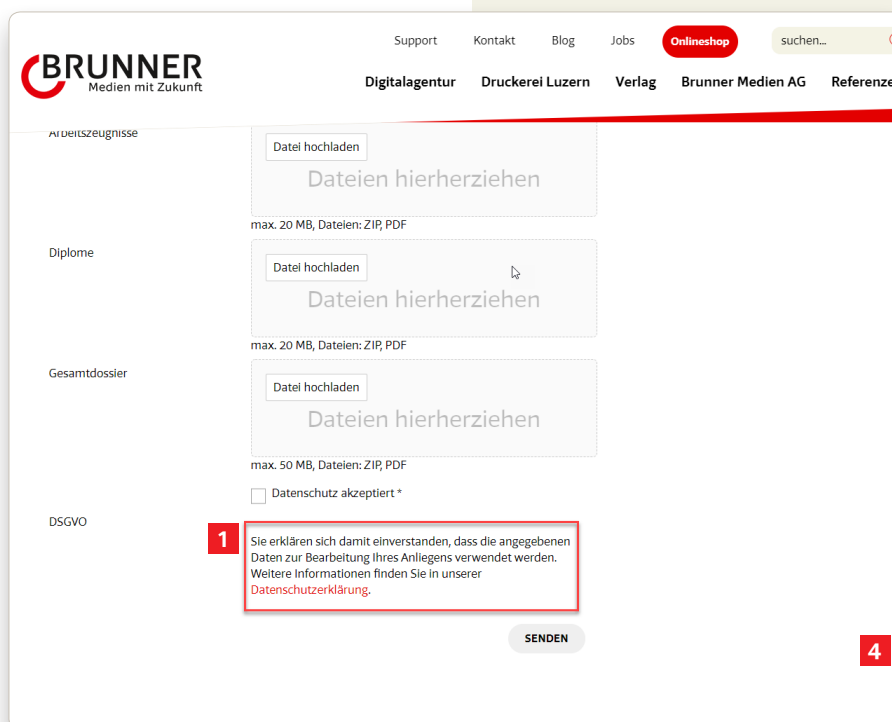 Support Kontakt Blog Jobs Onlineshop suchen...
BRUNNER
Medien mit Zukunft
Digitalagentur Druckerei Luzern Verlag Brunner Medien AG Referenze
Arbeitszeugnisse
Datei hochladen
Dateien hierherziehen
max. 20 MB, Dateien: ZIP, PDF
Diplome
Datei hochladen
Dateien hierherziehen
max. 20 MB, Dateien: ZIP, PDF
Gesamtdossier
Datei hochladen
Dateien hierherziehen
max. 50 MB, Dateien: ZIP, PDF
Datenschutz akzeptiert *
DSGVO
1
Sie erklären sich damit einverstanden, dass die angegebenen
Daten zur Bearbeitung Ihres Anliegens verwendet werden.
Weitere Informationen finden Sie in unserer
Datenschutzerklärung.
SENDEN
4